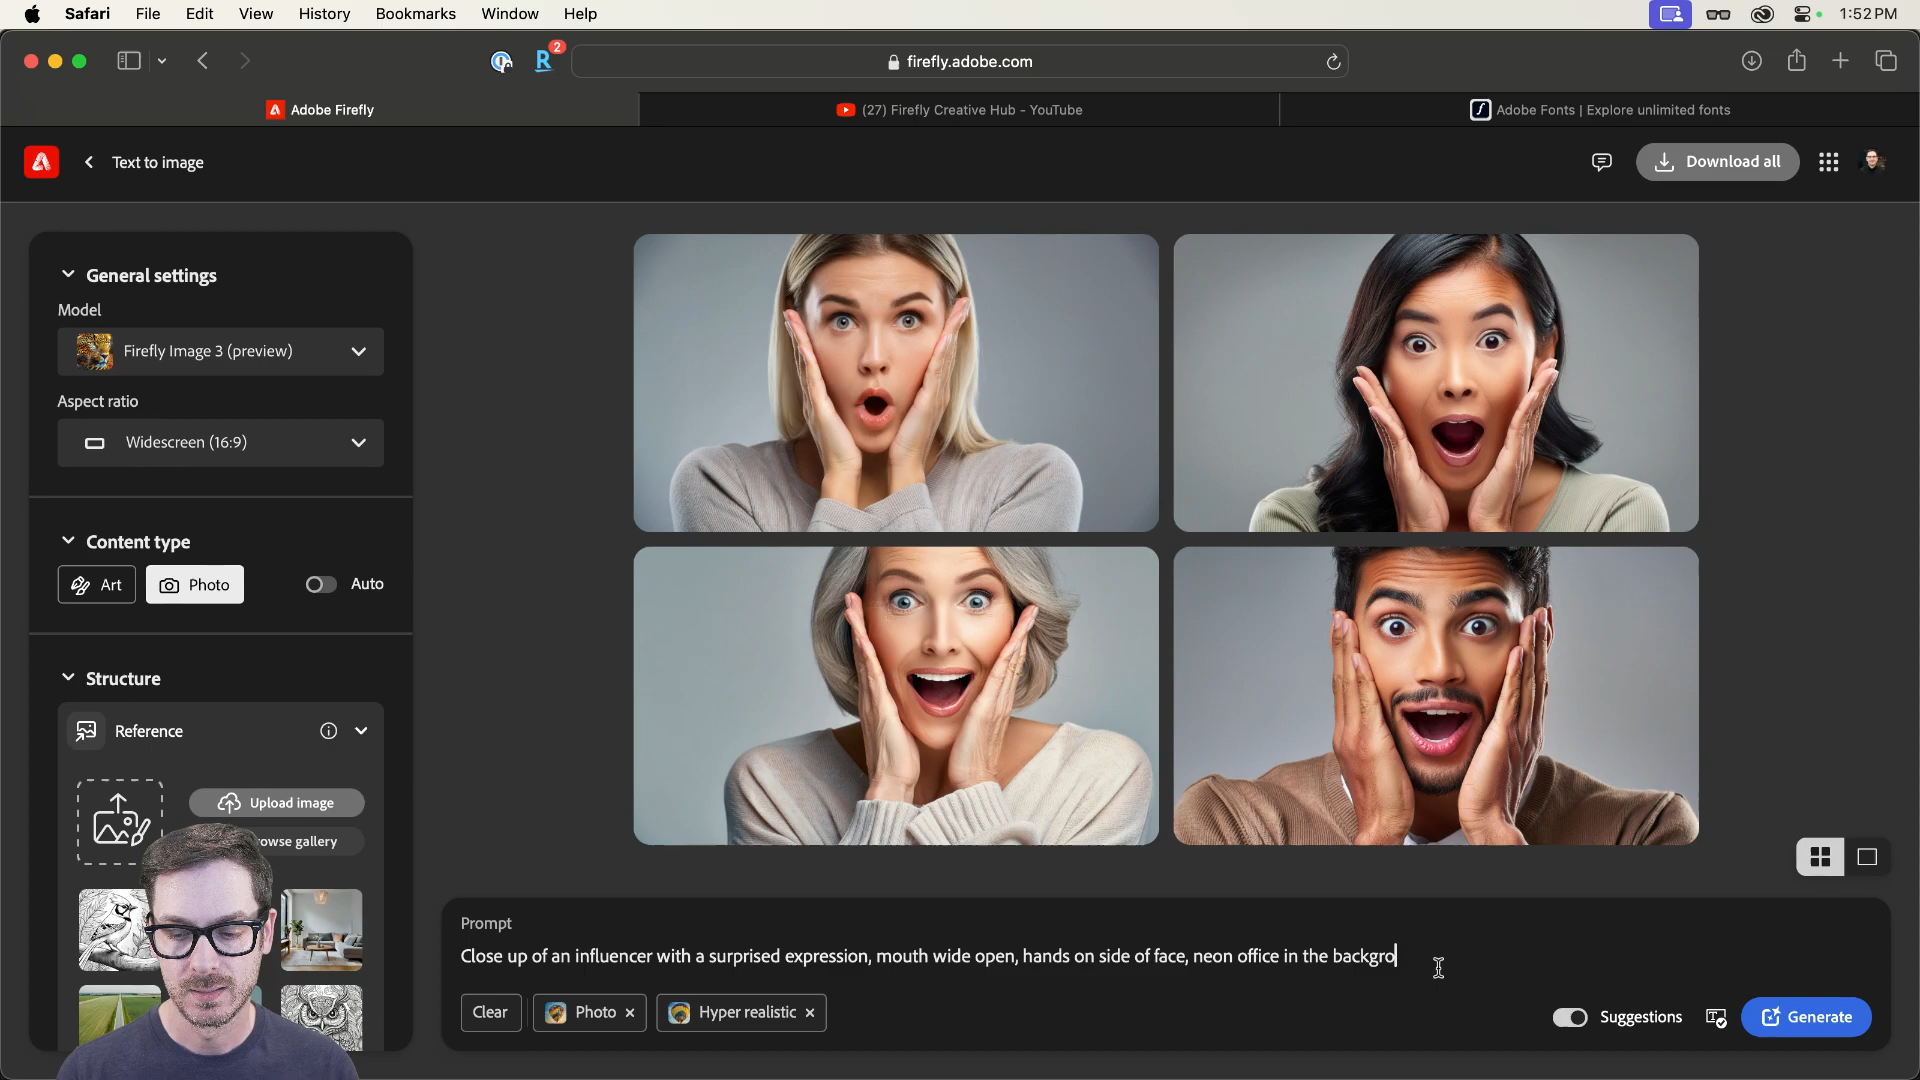 Safari File Edit View History Bookmarks Window Help 1:52 PM
2
firefly.adobe.com
Adobe Firefly (27) Firefly Creative Hub - YouTube Adobe Fonts | Explore unlimited fonts
Text to image Download all
General settings
Model
Firefly Image 3 (preview)
Aspect ratio
Widescreen (16:9)
Content type
Art Photo Auto
Structure
Reference
Upload image
owse gallery
Prompt
Close up of an influencer with a surprised expression, mouth wide open, hands on side of face, neon office in the backgro
Clear Photo × Hyper realistic × Suggestions Generate